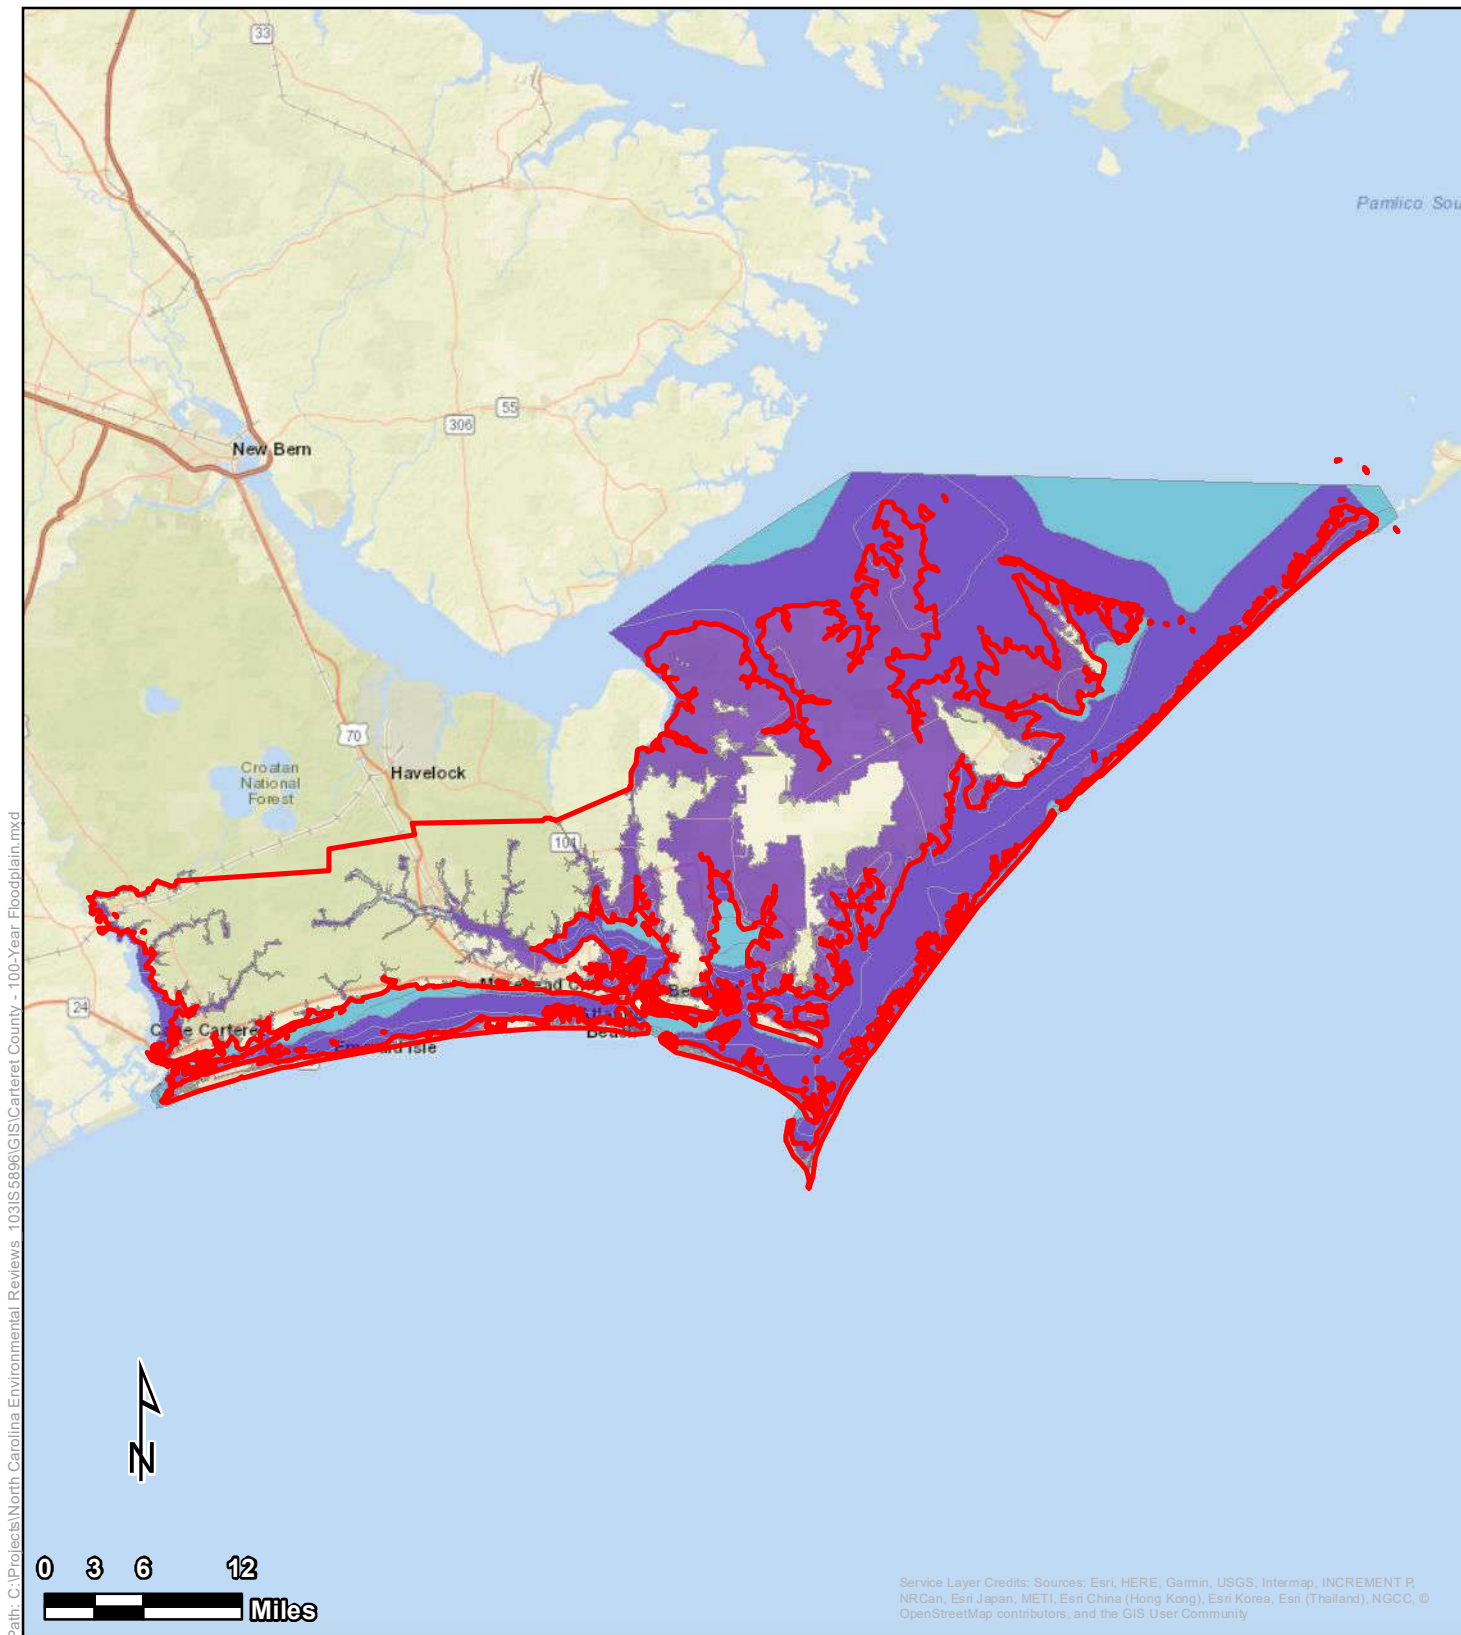 33
Pamlico Sou
55
306
New Bern
70
Havelock
Croatan
National
Forest
101
24
Emerald Isle
Beach
N
0 3 6 12
Miles
Service Layer Credits: Sources: Esri, HERE, Garmin, USGS, Intermap, INCREMENT P,
NRCan, Esri Japan, METI, Esri China (Hong Kong), Esri Korea, Esri (Thailand), NGCC, ©
OpenStreetMap contributors, and the GIS User Community
Path: C:\Projects\North Carolina Environmental Reviews 103IS5896\GIS\Carteret County - 100-Year Floodplain.mxd